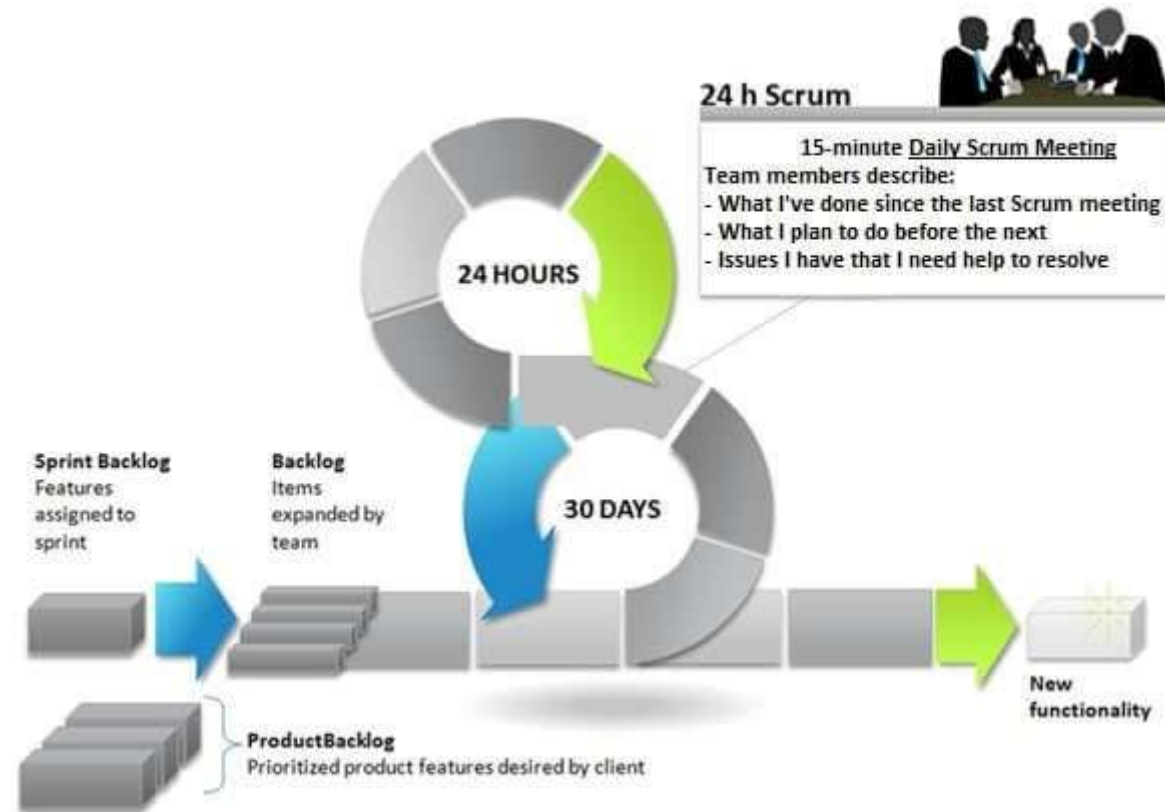 24 h Scrum
15-minute Daily Scrum Meeting
Team members describe:
- What I've done since the last Scrum meeting
- What I plan to do before the next
- Issues I have that I need help to resolve
24 HOURS
30 DAYS
Sprint Backlog
Features
assigned to
sprint
Backlog
Items
expanded by
team
New
functionality
ProductBacklog
Prioritized product features desired by client